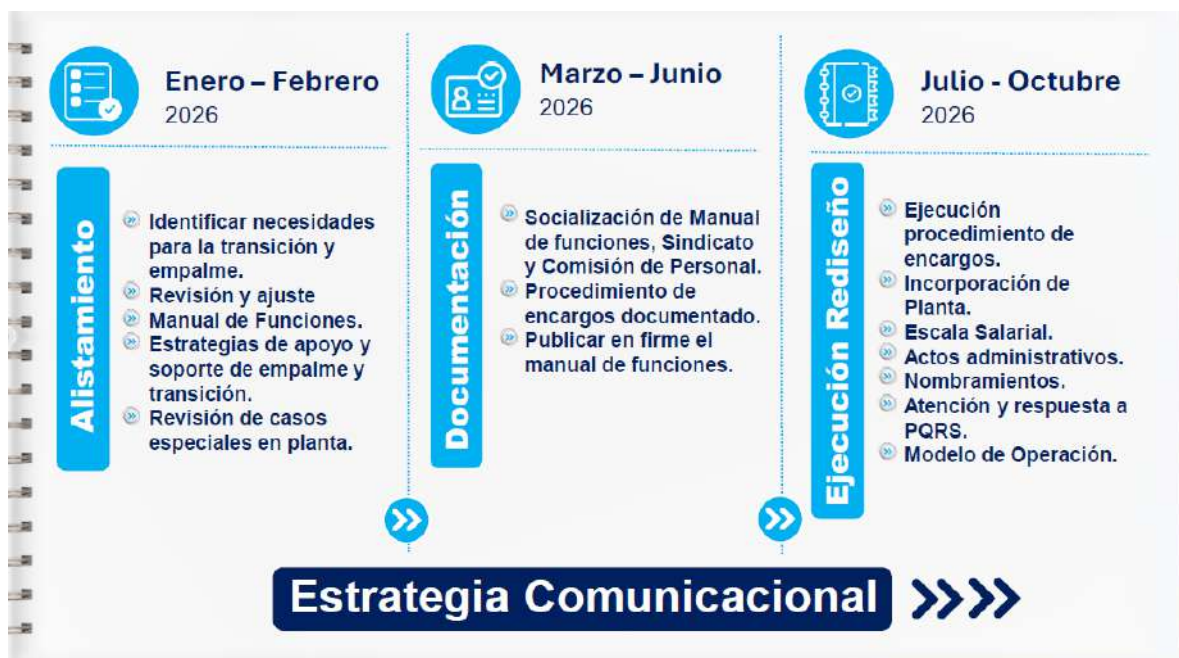 Enero – Febrero
2026
Alistamiento
Identificar necesidades
para la transición y
empalme.
Revisión y ajuste
Manual de Funciones.
Estrategias de apoyo y
soporte de empalme y
transición.
Revisión de casos
especiales en planta.
Marzo – Junio
2026
Documentación
Socialización de Manual
de funciones, Sindicato
y Comisión de Personal.
Procedimiento de
encargos documentado.
Publicar en firme el
manual de funciones.
Julio - Octubre
2026
Ejecución Rediseño
Ejecución
procedimiento de
encargos.
Incorporación de
Planta.
Escala Salarial.
Actos administrativos.
Nombramientos.
Atención y respuesta a
PQRS.
Modelo de Operación.
Estrategia Comunicacional